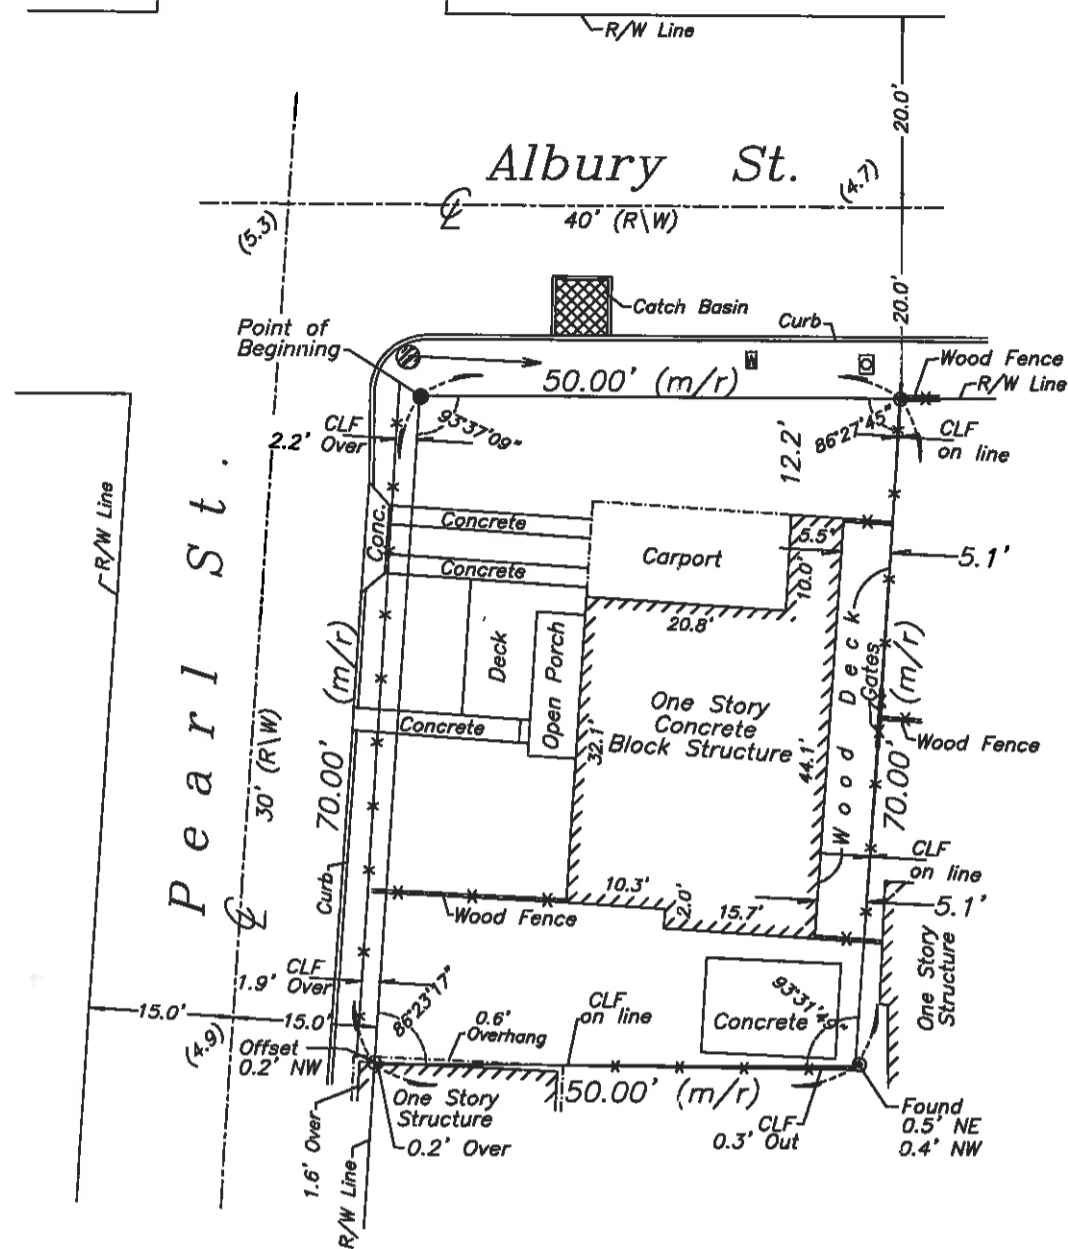 R/W Line
20.0'
Albury St.
(4.7)
(5.3)
℄
40' (R\W)
20.0'
Catch Basin
Curb
Point of
Beginning
Wood Fence
R/W Line
50.00' (m/r)
CLF
2.2' Over
93°37'09"
12.2'
86°27'45"
CLF
on line
R/W Line
Pearl St.
Conc.
Concrete
Concrete
Carport
5.5'
10.0'
5.1'
20.8'
Deck
Open Porch
One Story
Concrete
Block Structure
32.1'
44.1'
Wood Deck
Gates
(m/r)
70.00'
Wood Fence
Concrete
(m/r)
70.00'
30' (R\W)
℄
Curb
CLF
on line
10.3'
2.0'
15.7'
Wood Fence
5.1'
One Story
Structure
CLF
1.9' Over
86°23'17"
15.0'
15.0'
(4.9)
0.6'
Overhang
CLF
on line
Concrete
Offset
0.2' NW
50.00' (m/r)
One Story
Structure
0.2' Over
1.6' Over
R/W Line
CLF
0.3' Out
Found
0.5' NE
0.4' NW